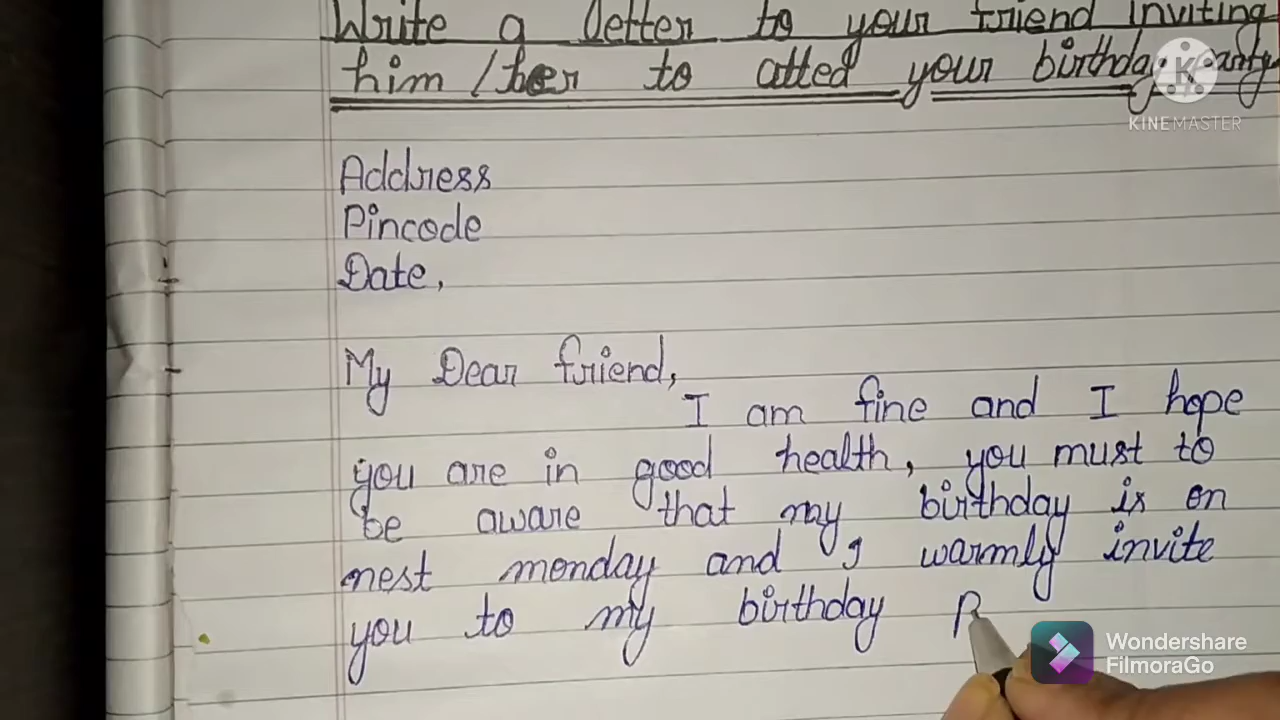 Write a letter to your friend inviting
him / her to atted your birthday party
KINEMASTER
Address
Pincode
Date,
My Dear friend,
I am fine and I hope
you are in good health, you must to
be aware that my birthday is on
nest monday and I warmly invite
you to my birthday P
Wondershare
FilmoraGo